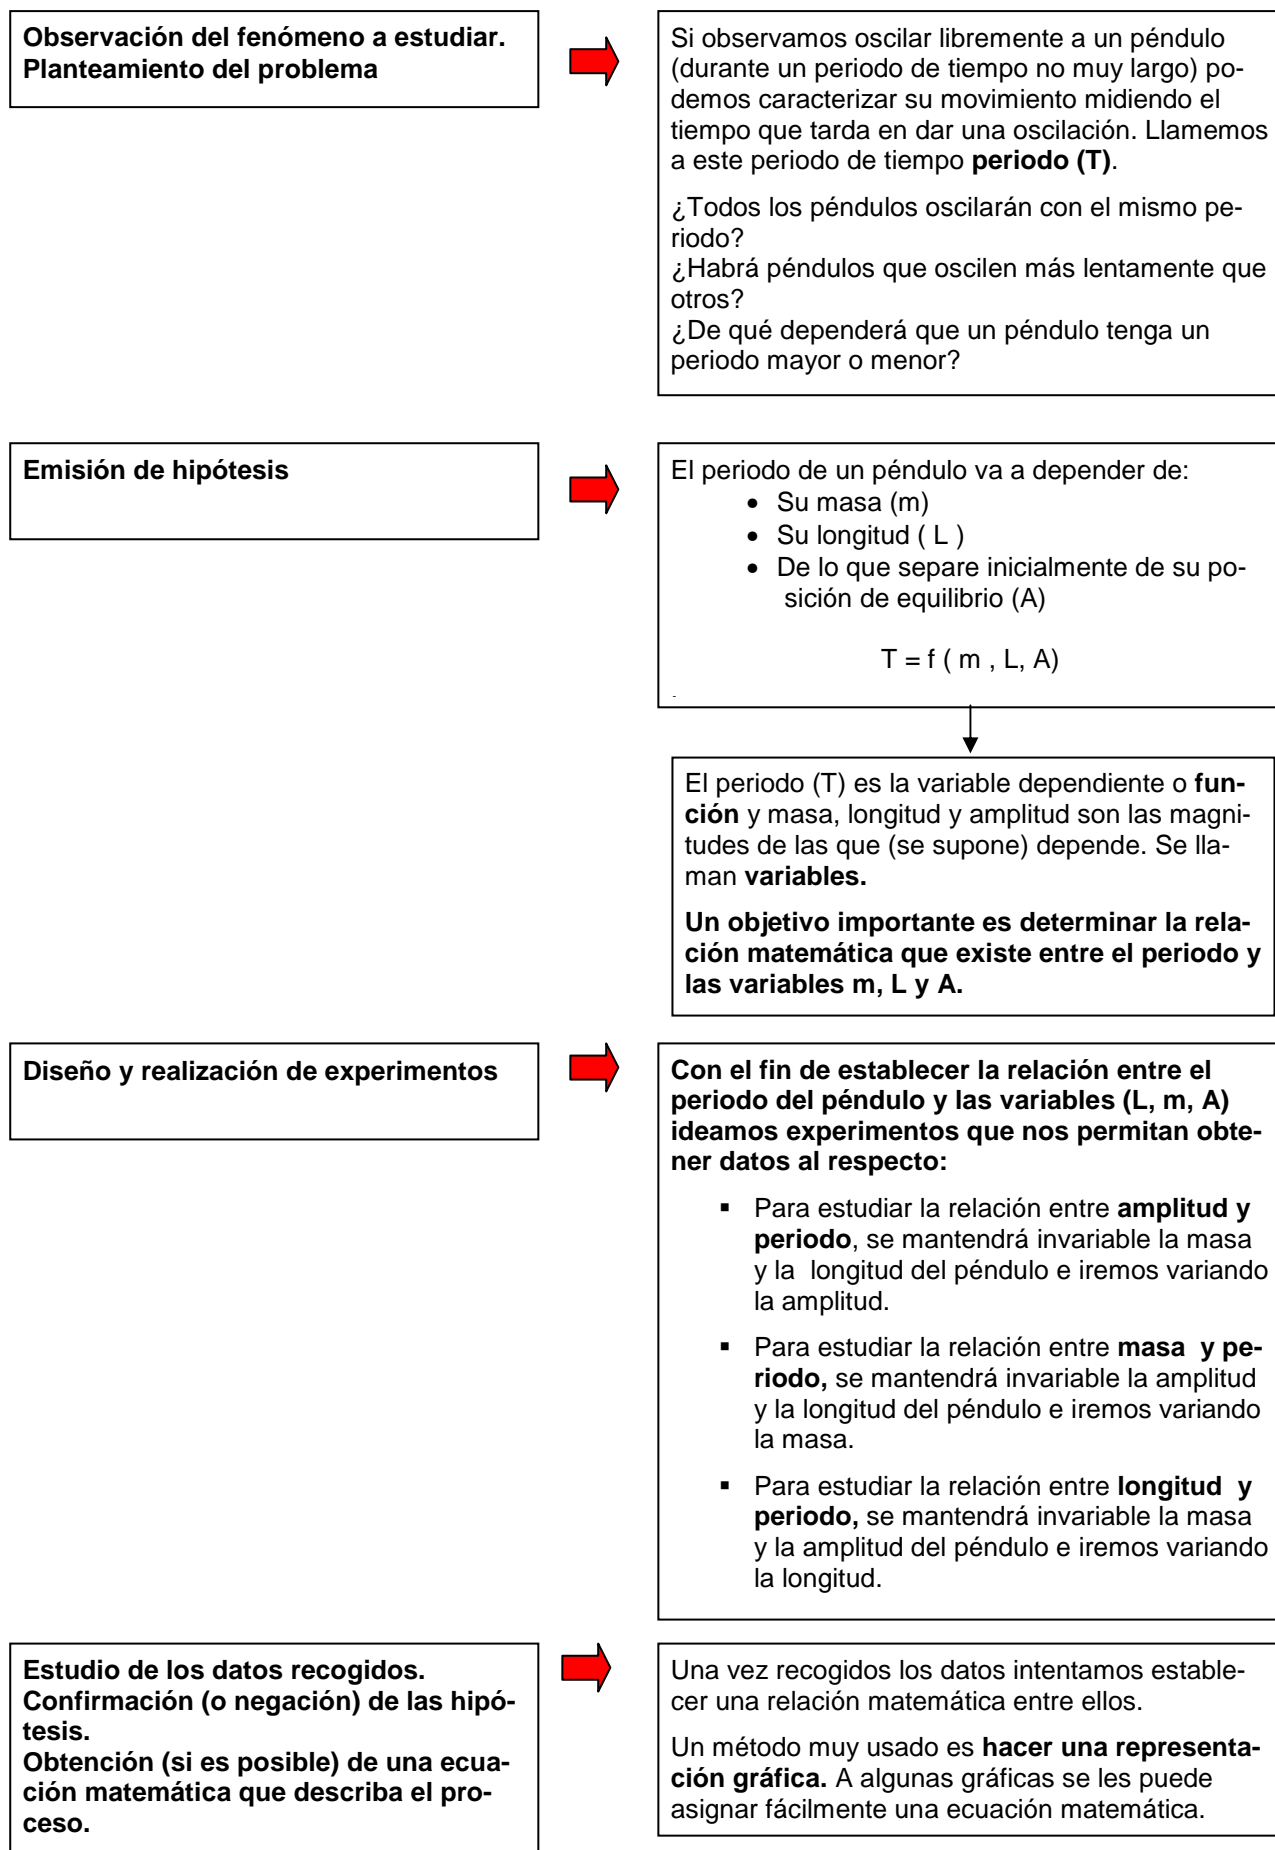 Observación del fenómeno a estudiar.
Planteamiento del problema
Si observamos oscilar libremente a un péndulo
(durante un periodo de tiempo no muy largo) po-
demos caracterizar su movimiento midiendo el
tiempo que tarda en dar una oscilación. Llamemos
a este periodo de tiempo periodo (T).
¿Todos los péndulos oscilarán con el mismo pe-
riodo?
¿Habrá péndulos que oscilen más lentamente que
otros?
¿De qué dependerá que un péndulo tenga un
periodo mayor o menor?
Emisión de hipótesis
El periodo de un péndulo va a depender de:
• Su masa (m)
• Su longitud ( L )
• De lo que separe inicialmente de su po-
sición de equilibrio (A)
T = f ( m , L, A)
.
El periodo (T) es la variable dependiente o fun-
ción y masa, longitud y amplitud son las magni-
tudes de las que (se supone) depende. Se lla-
man variables.
Un objetivo importante es determinar la rela-
ción matemática que existe entre el periodo y
las variables m, L y A.
Diseño y realización de experimentos
Con el fin de establecer la relación entre el
periodo del péndulo y las variables (L, m, A)
ideamos experimentos que nos permitan obte-
ner datos al respecto:
▪ Para estudiar la relación entre amplitud y
periodo, se mantendrá invariable la masa
y la longitud del péndulo e iremos variando
la amplitud.
▪ Para estudiar la relación entre masa y pe-
riodo, se mantendrá invariable la amplitud
y la longitud del péndulo e iremos variando
la masa.
▪ Para estudiar la relación entre longitud y
periodo, se mantendrá invariable la masa
y la amplitud del péndulo e iremos variando
la longitud.
Estudio de los datos recogidos.
Confirmación (o negación) de las hipó-
tesis.
Obtención (si es posible) de una ecua-
ción matemática que describa el pro-
ceso.
Una vez recogidos los datos intentamos estable-
cer una relación matemática entre ellos.
Un método muy usado es hacer una representa-
ción gráfica. A algunas gráficas se les puede
asignar fácilmente una ecuación matemática.